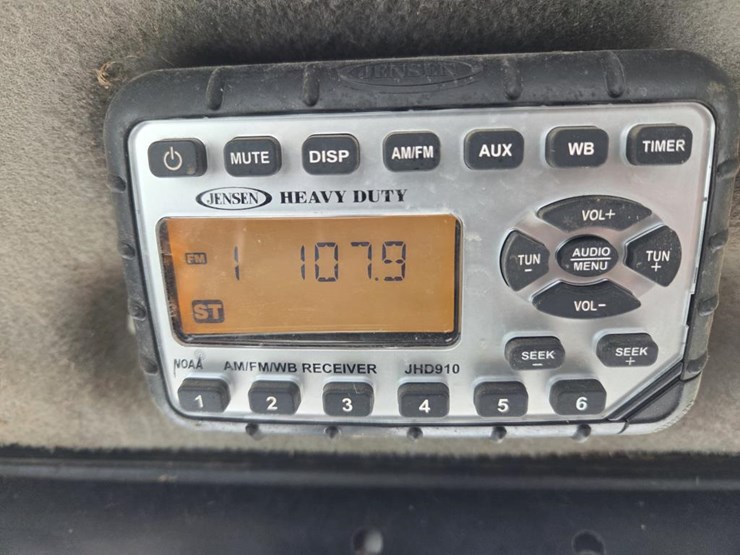 JENSEN
MUTE DISP AM/FM AUX WB TIMER
JENSEN HEAVY DUTY
FM 1 107.9
ST
VOL+
TUN - AUDIO MENU TUN +
VOL-
SEEK - SEEK +
NOAA AM/FM/WB RECEIVER JHD910
1 2 3 4 5 6